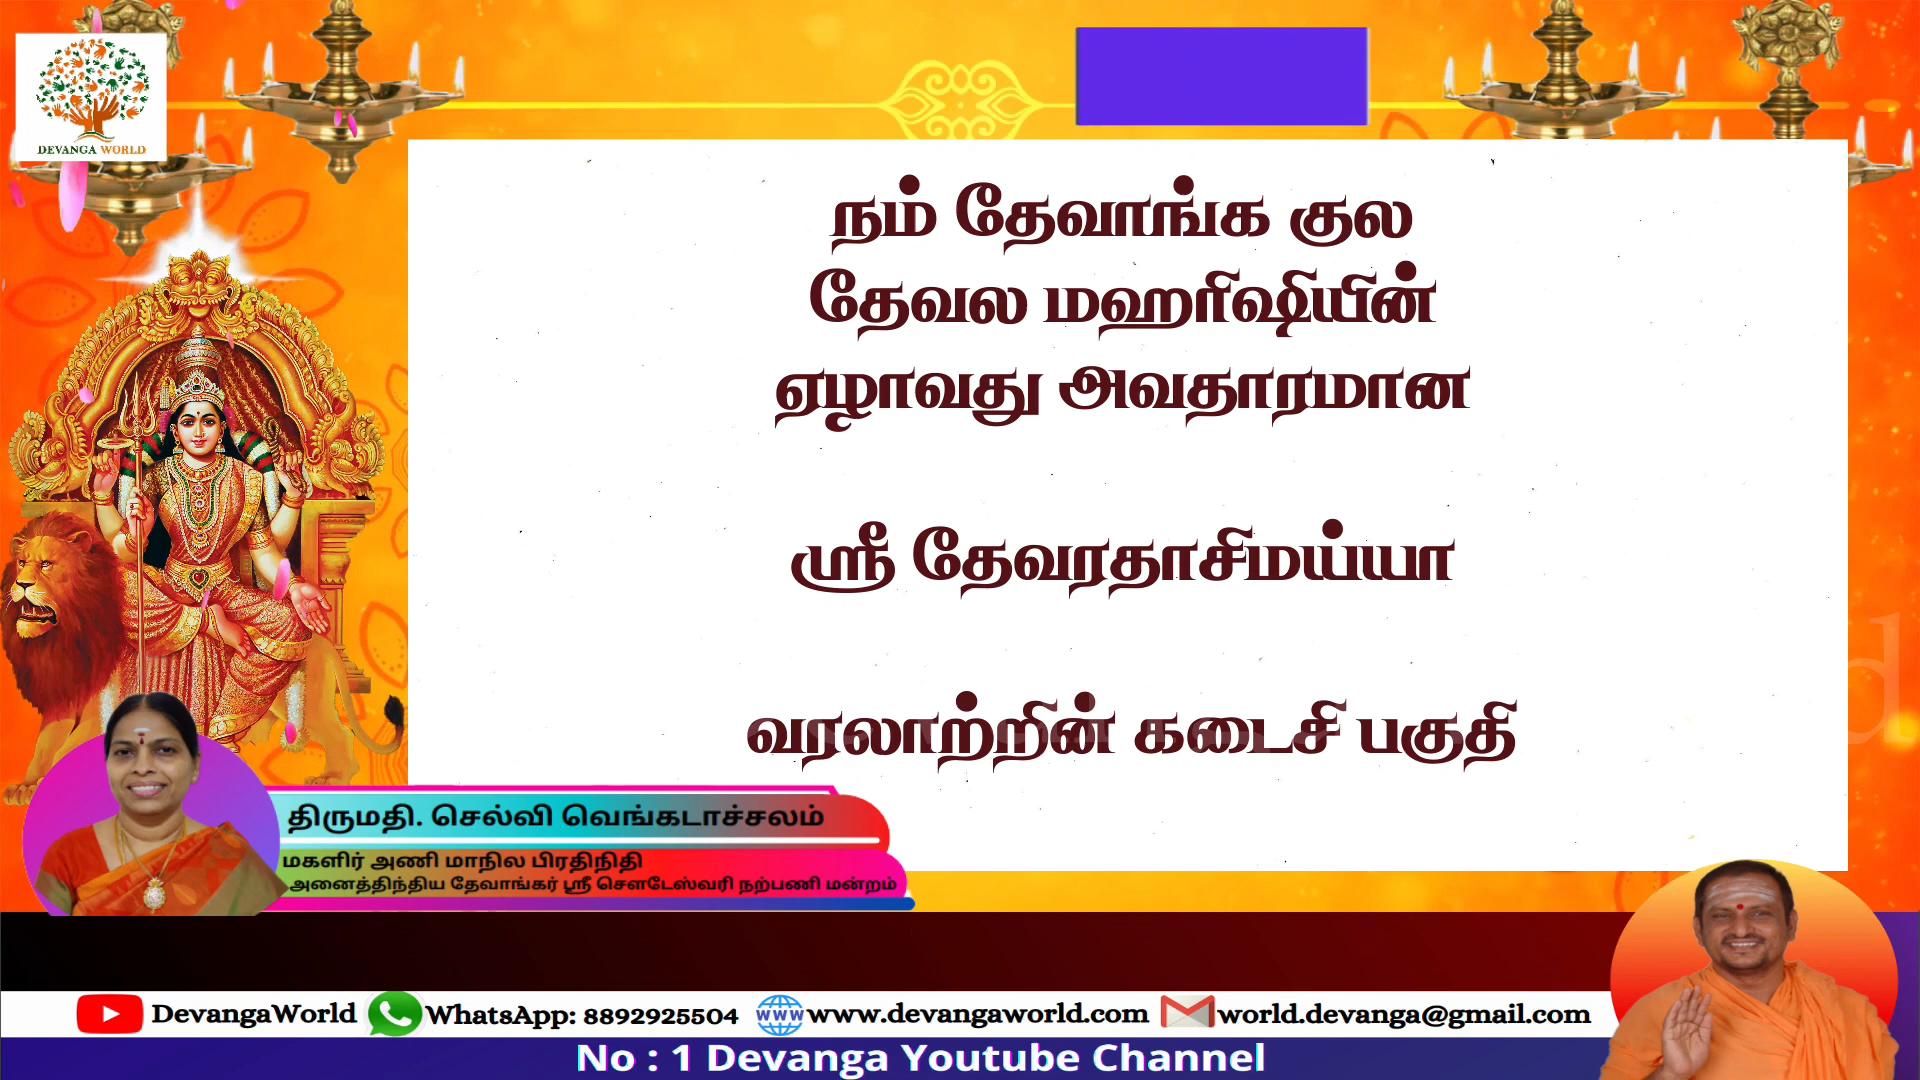 DEVANGA WORLD
நம் தேவாங்க குல
தேவல மஹரிஷியின்
ஏழாவது அவதாரமான
ஸ்ரீ தேவரதாசிமய்யா
வரலாற்றின் கடைசி பகுதி
திருமதி. செல்வி வெங்கடாச்சலம்
மகளிர் அணி மாநில பிரதிநிதி
அனைத்திந்திய தேவாங்கர் ஸ்ரீ சௌடேஸ்வரி நற்பணி மன்றம்
DevangaWorld WhatsApp: 8892925504 www www.devangaworld.com world.devanga@gmail.com
No : 1 Devanga Youtube Channel